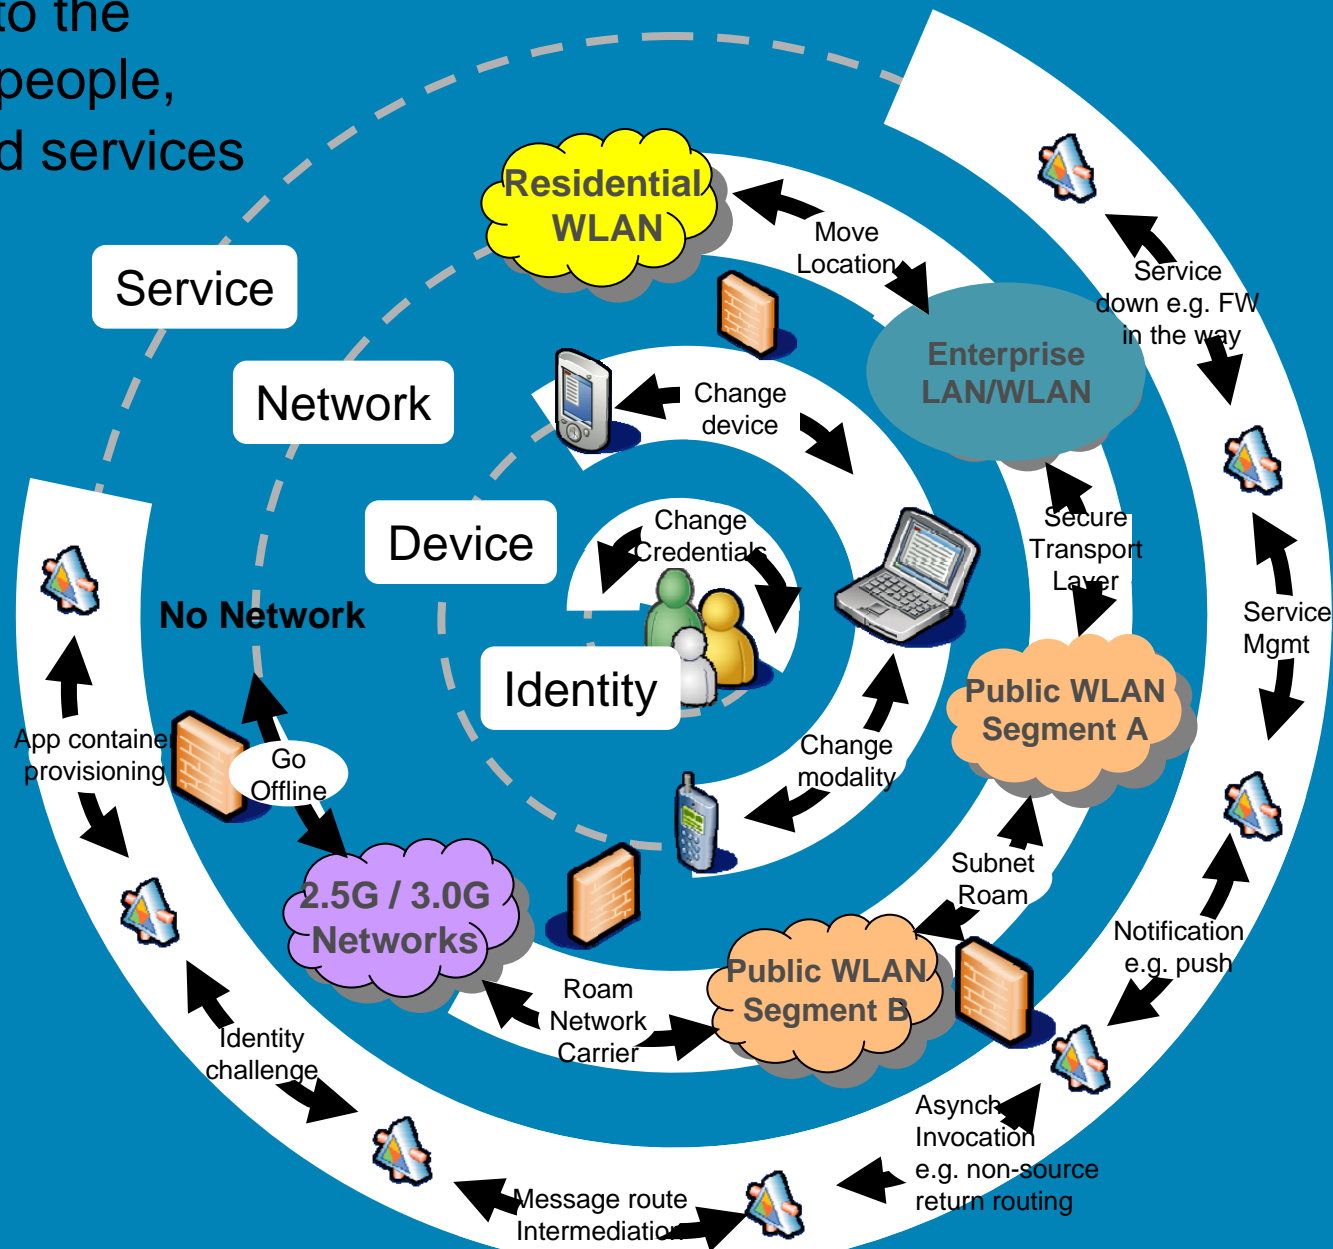 to the
people,
d services
Residential
WLAN
Move
Location
Service
Service
down e.g. FW
in the way
Enterprise
LAN/WLAN
Network
Change
device
Device
Change
Credentials
Secure
Transport
Layer
No Network
Service
Mgmt
Identity
Public WLAN
Segment A
App container
provisioning
Go
Offline
Change
modality
Subnet
Roam
2.5G / 3.0G
Networks
Notification
e.g. push
Public WLAN
Segment B
Roam
Network
Carrier
Identity
challenge
Asynch
Invocation
e.g. non-source
return routing
Message route
Intermediation